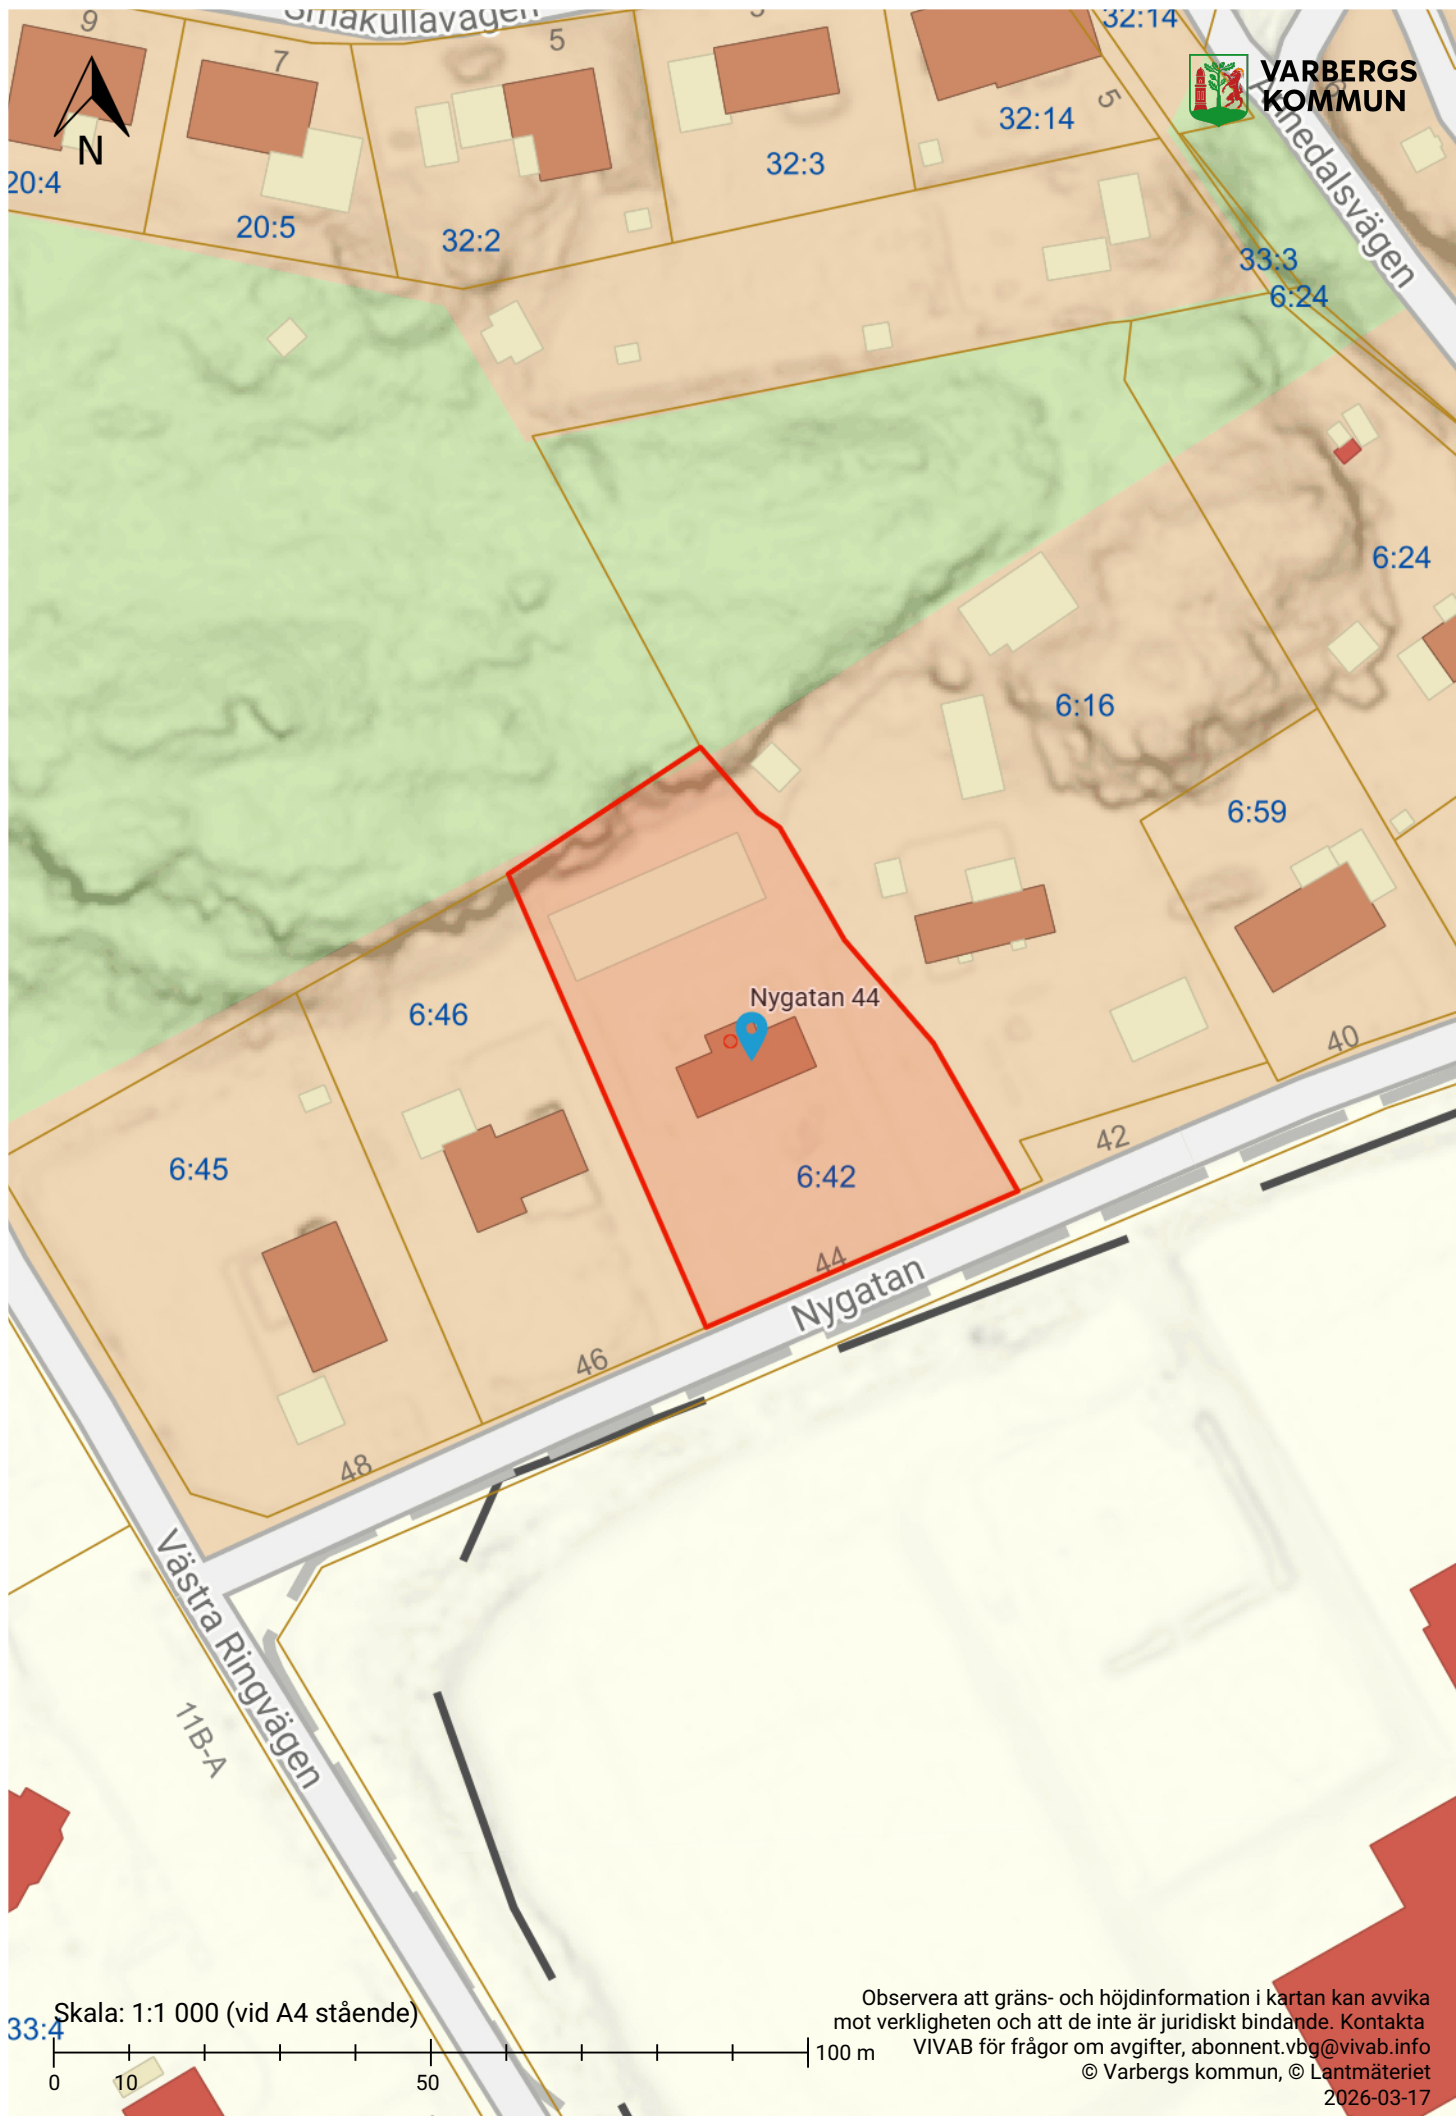 Småkullavägen
9
7
5
32:14
VARBERGS
KOMMUN
5
32:14
32:3
N
20:4
20:5
32:2
33:3
6:24
6:24
6:16
6:59
Nygatan 44
6:46
40
42
6:45
6:42
44
Nygatan
46
48
Västra Ringvägen
11B-A
Skala: 1:1 000 (vid A4 stående)
33:4
0 10 50 100 m
Observera att gräns- och höjdinformation i kartan kan avvika
mot verkligheten och att de inte är juridiskt bindande. Kontakta
VIVAB för frågor om avgifter, abonnent.vbg@vivab.info
© Varbergs kommun, © Lantmäteriet
2026-03-17